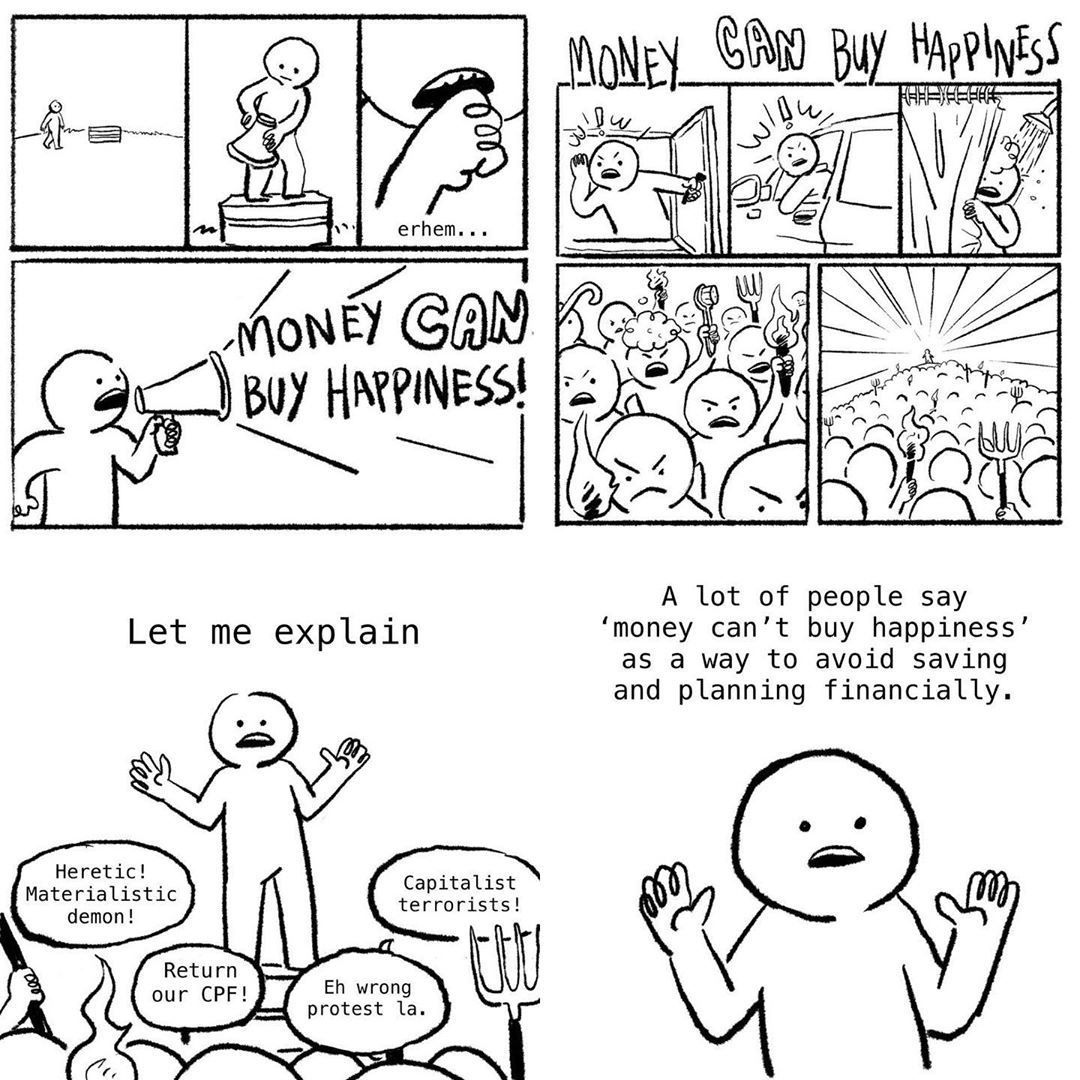 erhem...
MONEY CAN
BUY HAPPINESS!
MONEY CAN BUY HAPPINESS
Let me explain
Heretic!
Materialistic
demon!
Capitalist
terrorists!
Return
our CPF!
Eh wrong
protest la.
A lot of people say
‘money can’t buy happiness’
as a way to avoid saving
and planning financially.